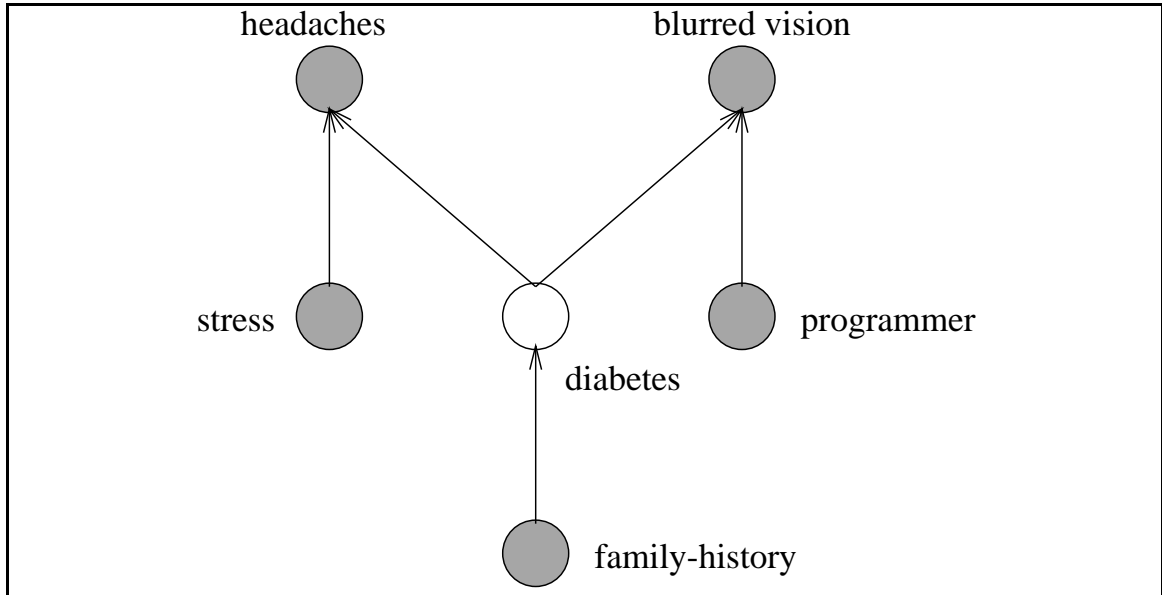 headaches
blurred vision
stress
programmer
diabetes
family-history